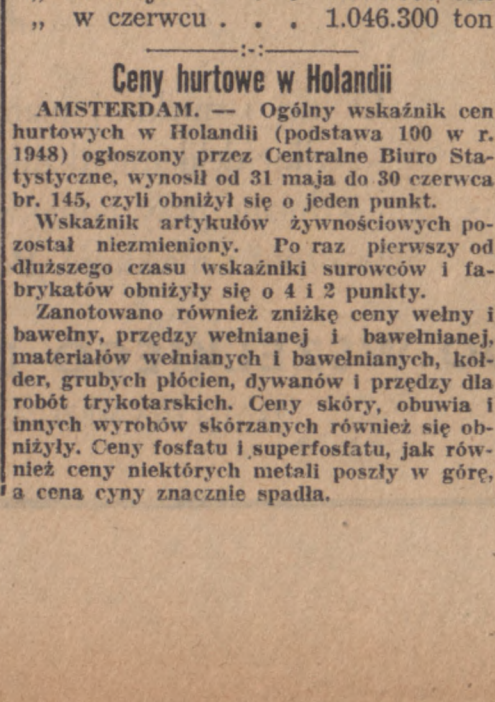 „ w czerwcu . . . 1.046.300 ton
Ceny hurtowe w Holandii
AMSTERDAM. — Ogólny wskaźnik cen
hurtowych w Holandii (podstawa 100 w r.
1948) ogłoszony przez Centralne Biuro Sta-
tystyczne, wynosił od 31 maja do 30 czerwca
br. 145, czyli obniżył się o jeden punkt.
Wskaźnik artykułów żywnościowych po-
został niezmieniony. Po raz pierwszy od
dłuższego czasu wskaźniki surowców i fa-
brykatów obniżyły się o 4 i 2 punkty.
Zanotowano również zniżkę ceny wełny i
bawełny, przędzy wełnianej i bawełnianej,
materiałów wełnianych i bawełnianych, koł-
der, grubych płócien, dywanów i przędzy dla
robót trykotarskich. Ceny skóry, obuwia i
innych wyrobów skórzanych również się ob-
niżyły. Ceny fosfatu i superfosfatu, jak rów-
nież ceny niektórych metali poszły w górę,
a cena cyny znacznie spadła.